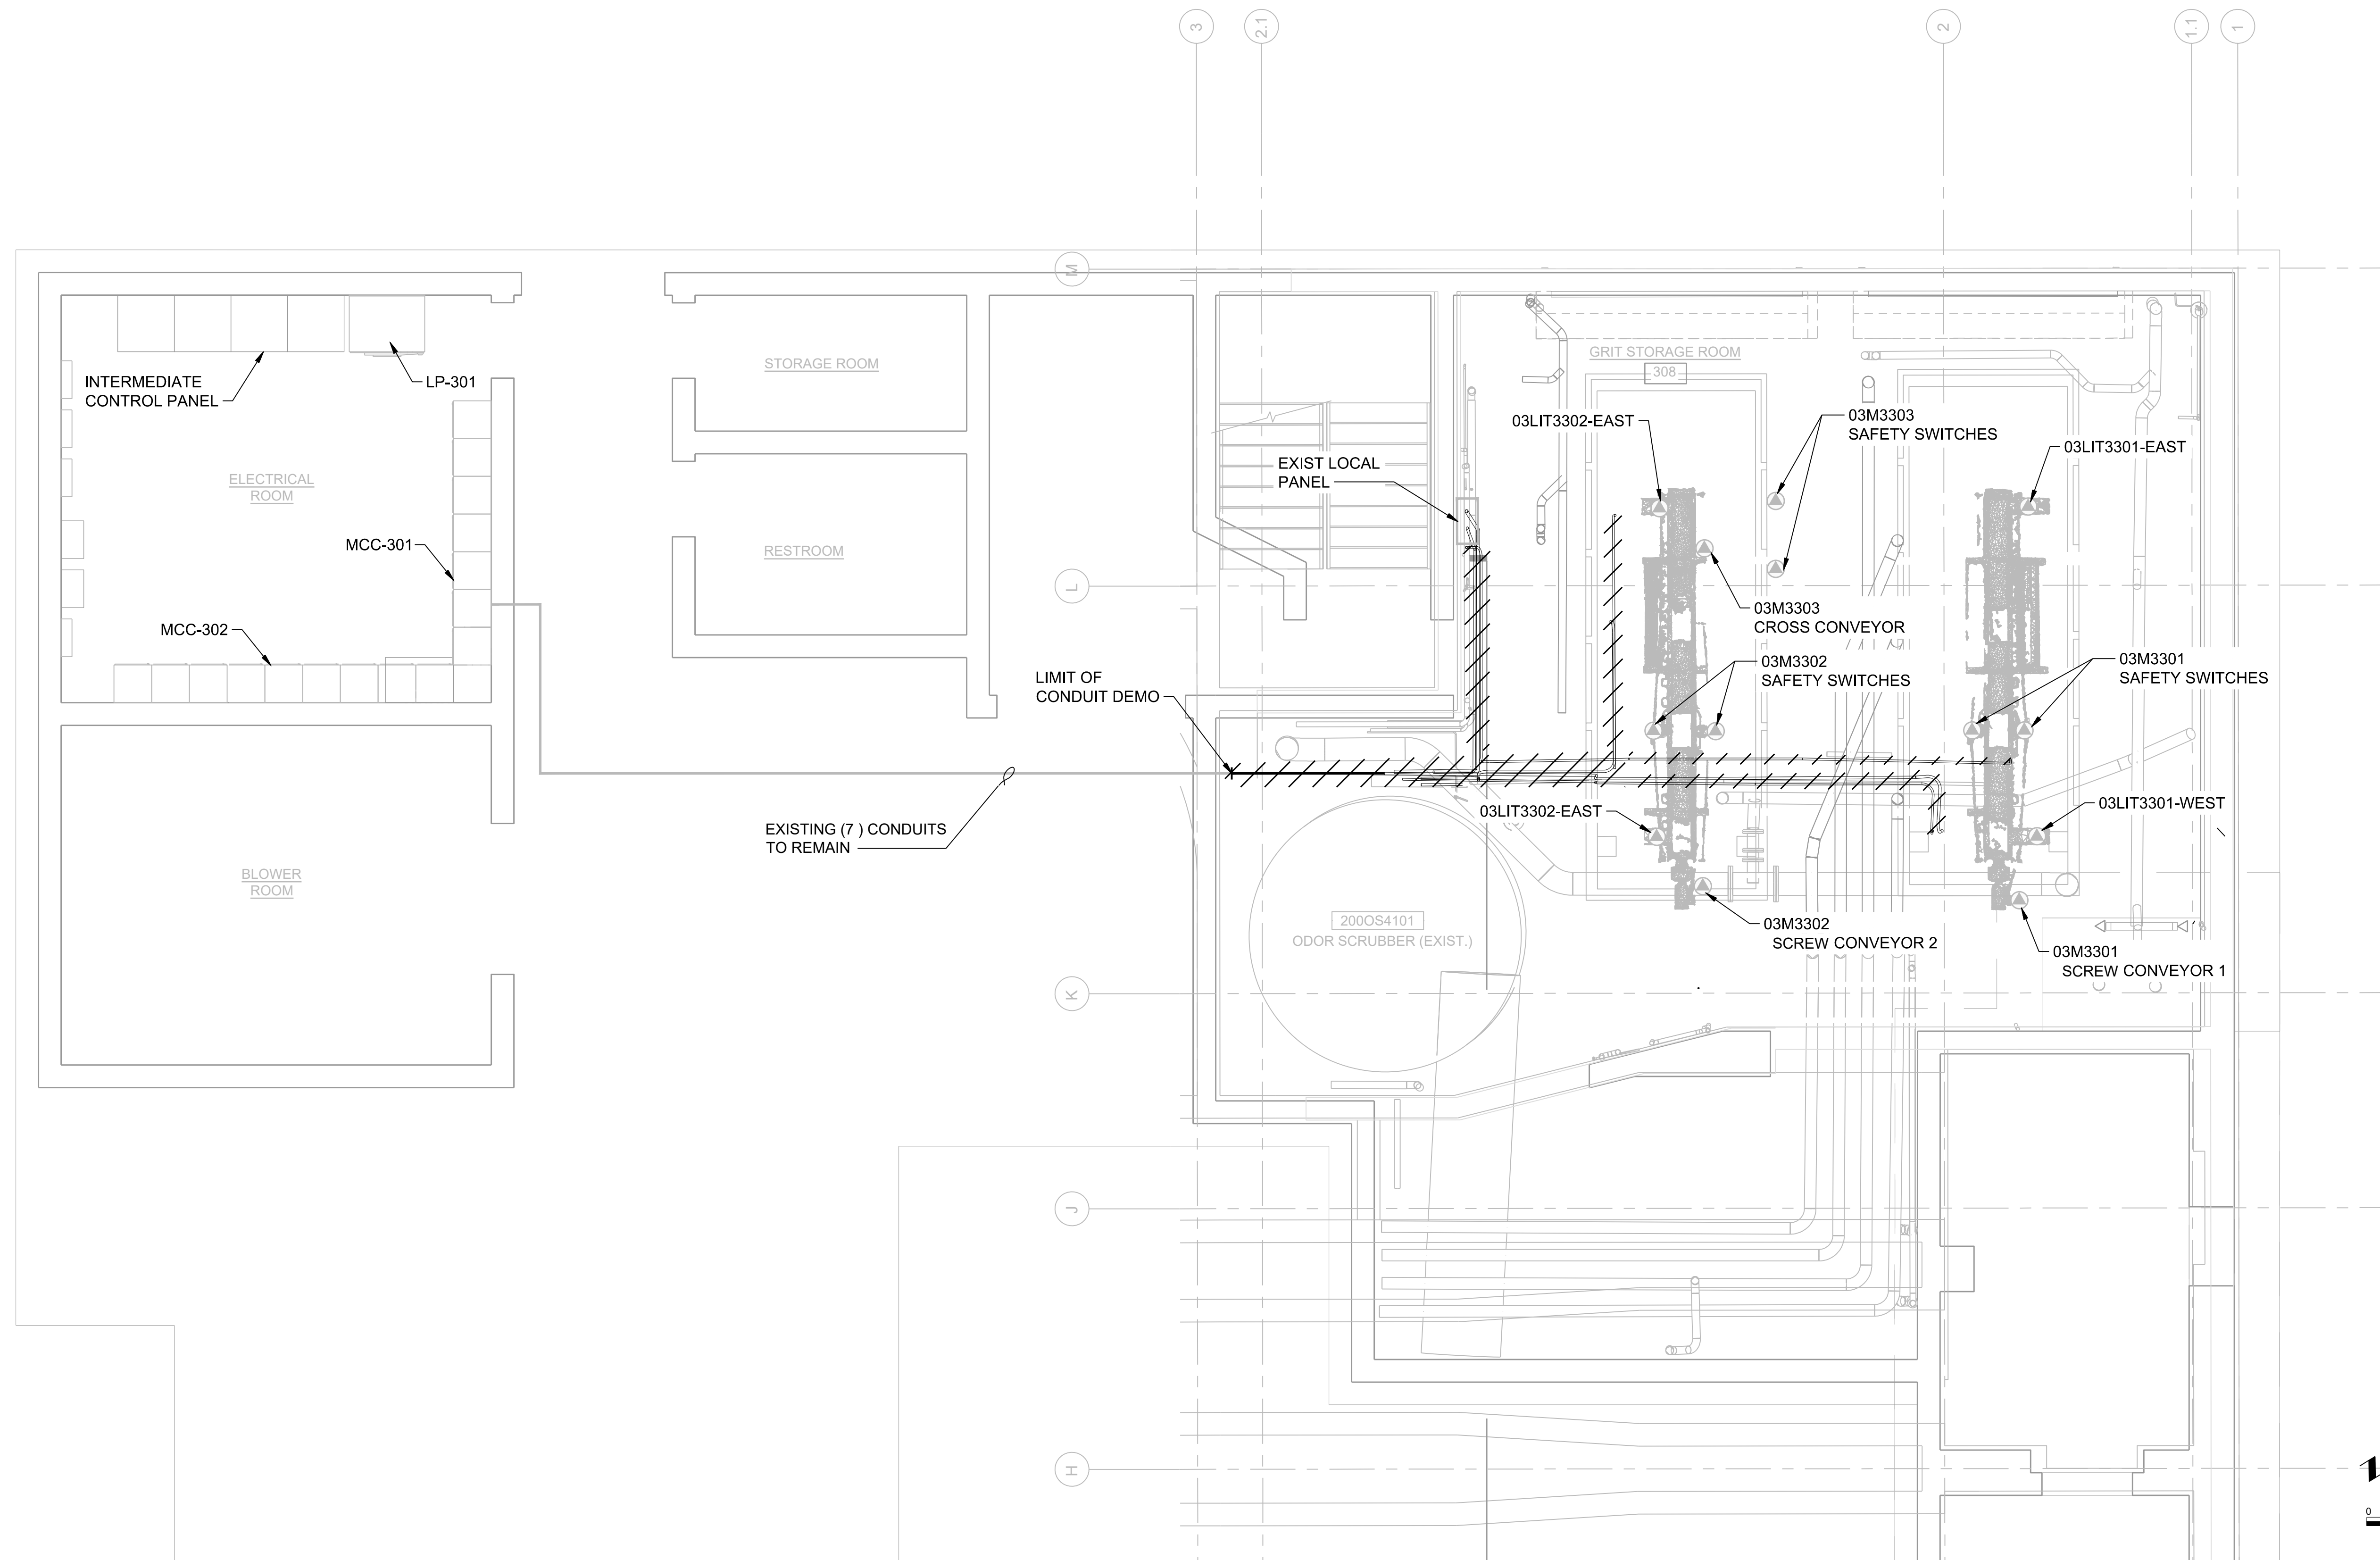 3
2.1
2
1.1
1
M
STORAGE ROOM
GRIT STORAGE ROOM
308
INTERMEDIATE
CONTROL PANEL
LP-301
03LIT3302-EAST
03M3303
SAFETY SWITCHES
03LIT3301-EAST
EXIST LOCAL
PANEL
ELECTRICAL
ROOM
MCC-301
RESTROOM
L
03M3303
CROSS CONVEYOR
MCC-302
03M3302
SAFETY SWITCHES
03M3301
SAFETY SWITCHES
LIMIT OF
CONDUIT DEMO
03LIT3302-EAST
03LIT3301-WEST
EXISTING (7 ) CONDUITS
TO REMAIN
BLOWER
ROOM
200OS4101
ODOR SCRUBBER (EXIST.)
03M3302
SCREW CONVEYOR 2
03M3301
SCREW CONVEYOR 1
K
J
H
0